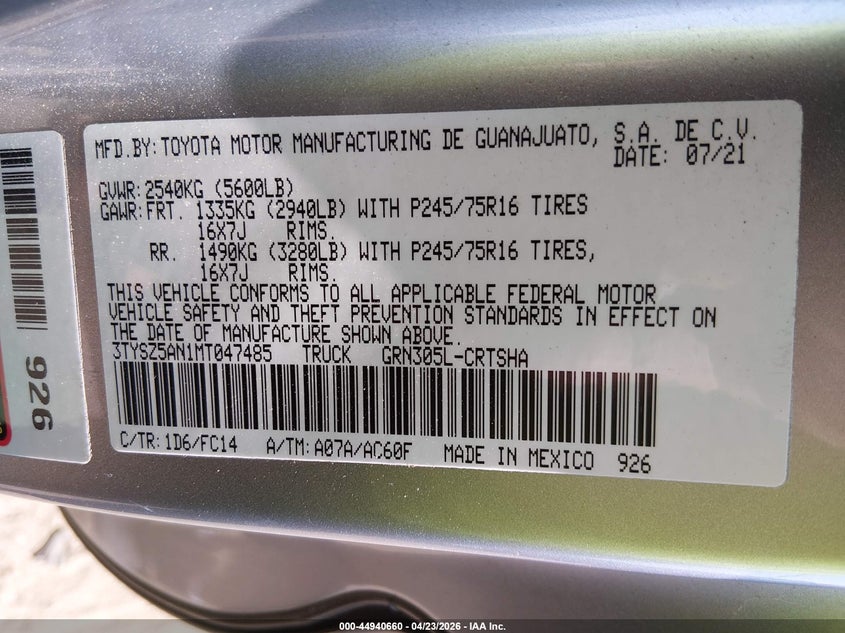 MFD.BY: TOYOTA MOTOR MANUFACTURING DE GUANAJUATO, S.A. DE C.V.
DATE: 07/21
GVWR: 2540KG (5600LB)
GAWR: FRT. 1335KG (2940LB) WITH P245/75R16 TIRES
16X7J RIMS,
RR. 1490KG (3280LB) WITH P245/75R16 TIRES,
16X7J RIMS.
THIS VEHICLE CONFORMS TO ALL APPLICABLE FEDERAL MOTOR
VEHICLE SAFETY AND THEFT PREVENTION STANDARDS IN EFFECT ON
THE DATE OF MANUFACTURE SHOWN ABOVE.
3TYSZ5AN1MT047485 TRUCK GRN305L-CRTSHA
C/TR: 1D6/FC14 A/TM: A07A/AC60F MADE IN MEXICO 926
926
000-44940660 - 04/23/2026 - IAA Inc.